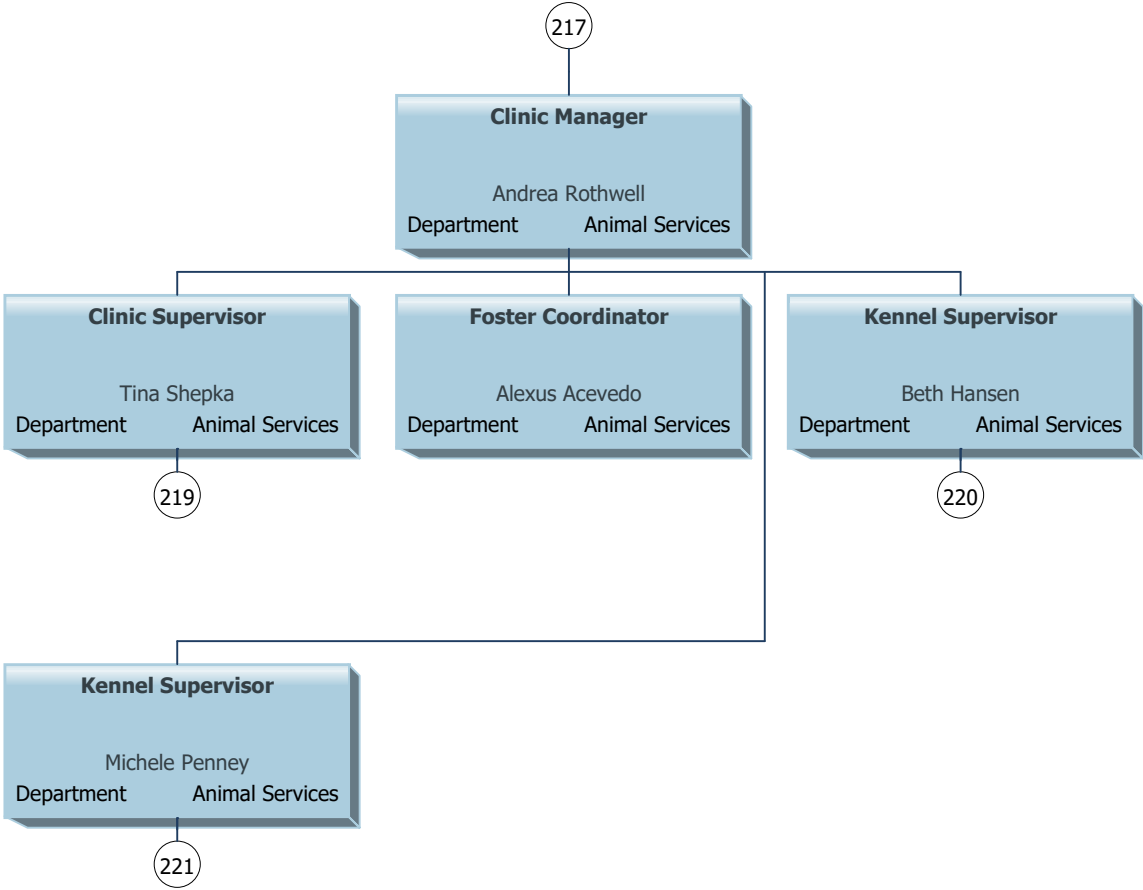 217
Clinic Manager
Andrea Rothwell
Department Animal Services
Clinic Supervisor
Tina Shepka
Department Animal Services
219
Foster Coordinator
Alexus Acevedo
Department Animal Services
Kennel Supervisor
Beth Hansen
Department Animal Services
220
Kennel Supervisor
Michele Penney
Department Animal Services
221